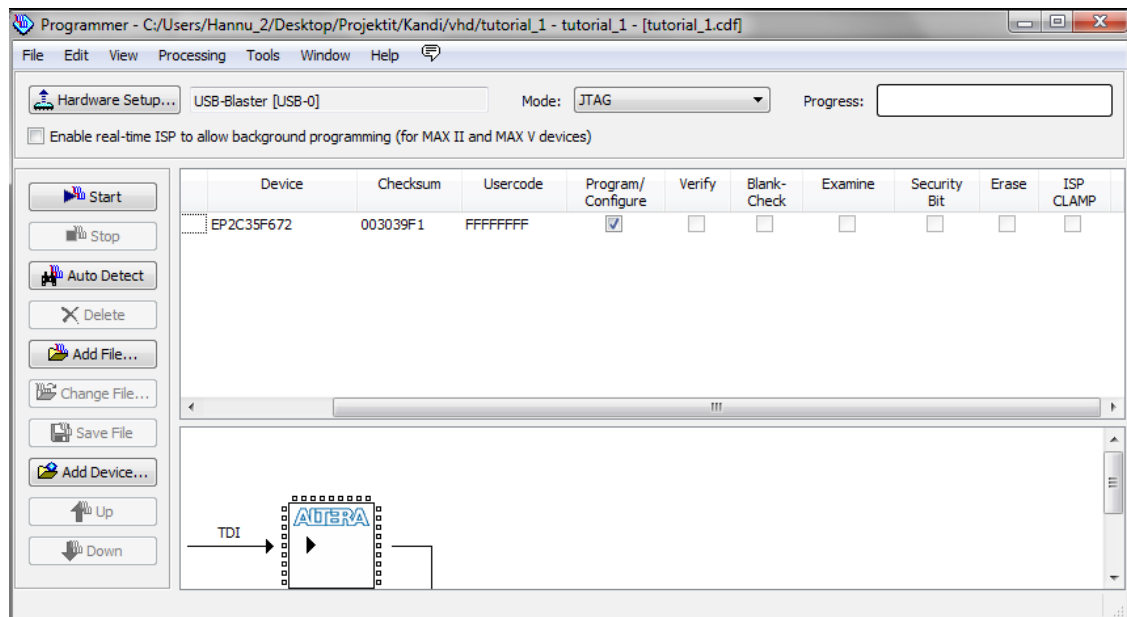 Programmer - C:/Users/Hannu_2/Desktop/Projektit/Kandi/vhd/tutorial_1 - tutorial_1 - [tutorial_1.cdf]
File Edit View Processing Tools Window Help
Hardware Setup... USB-Blaster [USB-0] Mode: JTAG Progress:
Enable real-time ISP to allow background programming (for MAX II and MAX V devices)
Start
Stop
Auto Detect
Delete
Add File...
Change File...
Save File
Add Device...
Up
Down
Device Checksum Usercode Program/ Verify Blank- Examine Security Erase ISP
Configure Check Bit CLAMP
EP2C35F672 003039F1 FFFFFFFF
TDI
ALTERA